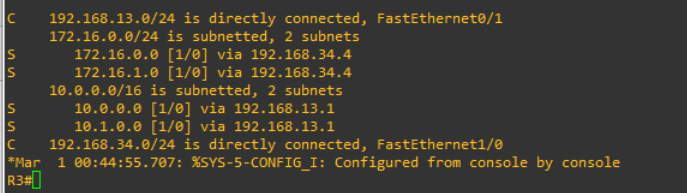 C    192.168.13.0/24 is directly connected, FastEthernet0/1
     172.16.0.0/24 is subnetted, 2 subnets
S       172.16.0.0 [1/0] via 192.168.34.4
S       172.16.1.0 [1/0] via 192.168.34.4
     10.0.0.0/16 is subnetted, 2 subnets
S       10.0.0.0 [1/0] via 192.168.13.1
S       10.1.0.0 [1/0] via 192.168.13.1
C    192.168.34.0/24 is directly connected, FastEthernet1/0
*Mar  1 00:44:55.707: %SYS-5-CONFIG_I: Configured from console by console
R3#